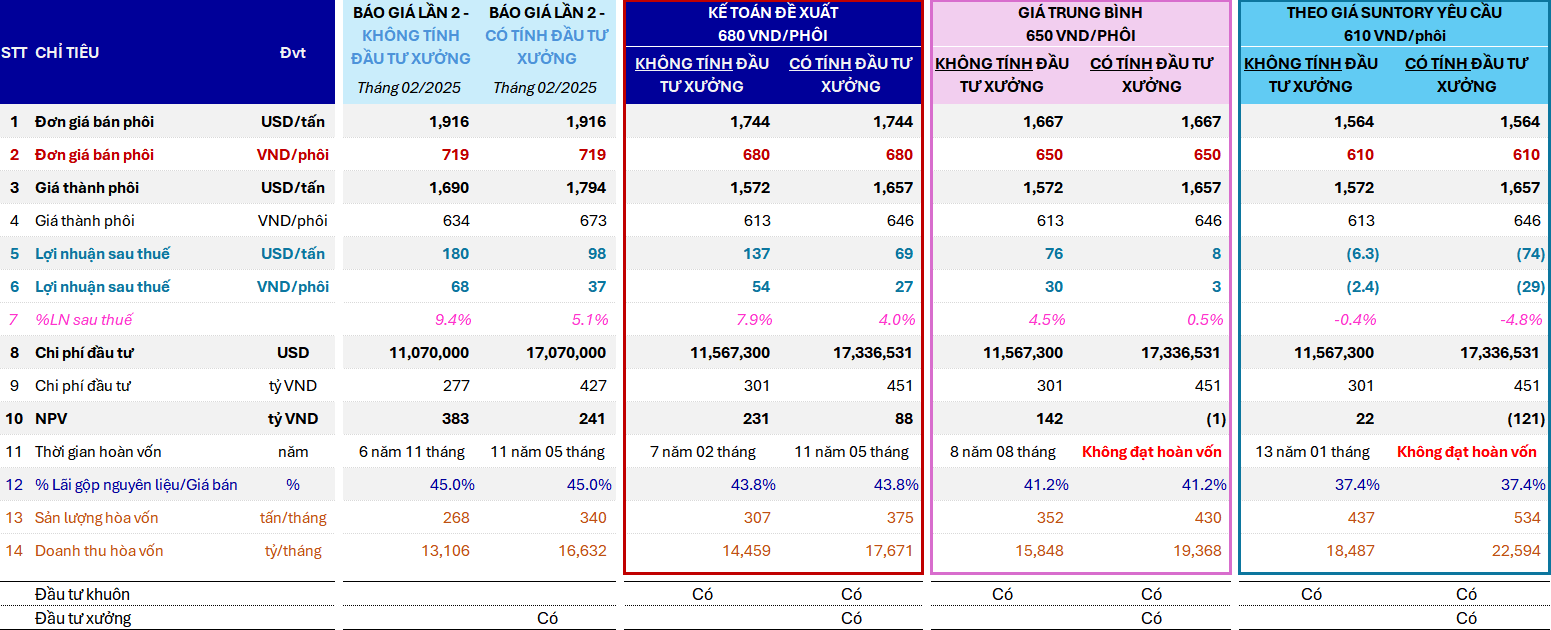 STT CHỈ TIÊU Đvt BÁO GIÁ LẦN 2 - KHÔNG TÍNH ĐẦU TƯ XƯỞNG Tháng 02/2025 BÁO GIÁ LẦN 2 - CÓ TÍNH ĐẦU TƯ XƯỞNG Tháng 02/2025
KẾ TOÁN ĐỀ XUẤT
680 VND/PHÔI
KHÔNG TÍNH ĐẦU TƯ XƯỞNG CÓ TÍNH ĐẦU TƯ XƯỞNG
GIÁ TRUNG BÌNH
650 VND/PHÔI
KHÔNG TÍNH ĐẦU TƯ XƯỞNG CÓ TÍNH ĐẦU TƯ XƯỞNG
THEO GIÁ SUNTORY YÊU CẦU
610 VND/phôi
KHÔNG TÍNH ĐẦU TƯ XƯỞNG CÓ TÍNH ĐẦU TƯ XƯỞNG
1 Đơn giá bán phôi USD/tấn 1,916 1,916 1,744 1,744 1,667 1,667 1,564 1,564
2 Đơn giá bán phôi VND/phôi 719 719 680 680 650 650 610 610
3 Giá thành phôi USD/tấn 1,690 1,794 1,572 1,657 1,572 1,657 1,572 1,657
4 Giá thành phôi VND/phôi 634 673 613 646 613 646 613 646
5 Lợi nhuận sau thuế USD/tấn 180 98 137 69 76 8 (6.3) (74)
6 Lợi nhuận sau thuế VND/phôi 68 37 54 27 30 3 (2.4) (29)
7 %LN sau thuế 9.4% 5.1% 7.9% 4.0% 4.5% 0.5% -0.4% -4.8%
8 Chi phí đầu tư USD 11,070,000 17,070,000 11,567,300 17,336,531 11,567,300 17,336,531 11,567,300 17,336,531
9 Chi phí đầu tư tỷ VND 277 427 301 451 301 451 301 451
10 NPV tỷ VND 383 241 231 88 142 (1) 22 (121)
11 Thời gian hoàn vốn năm 6 năm 11 tháng 11 năm 05 tháng 7 năm 02 tháng 11 năm 05 tháng 8 năm 08 tháng Không đạt hoàn vốn 13 năm 01 tháng Không đạt hoàn vốn
12 % Lãi gộp nguyên liệu/Giá bán % 45.0% 45.0% 43.8% 43.8% 41.2% 41.2% 37.4% 37.4%
13 Sản lượng hòa vốn tấn/tháng 268 340 307 375 352 430 437 534
14 Doanh thu hòa vốn tỷ/tháng 13,106 16,632 14,459 17,671 15,848 19,368 18,487 22,594
Đầu tư khuôn Có Có Có Có Có Có
Đầu tư xưởng Có Có Có Có